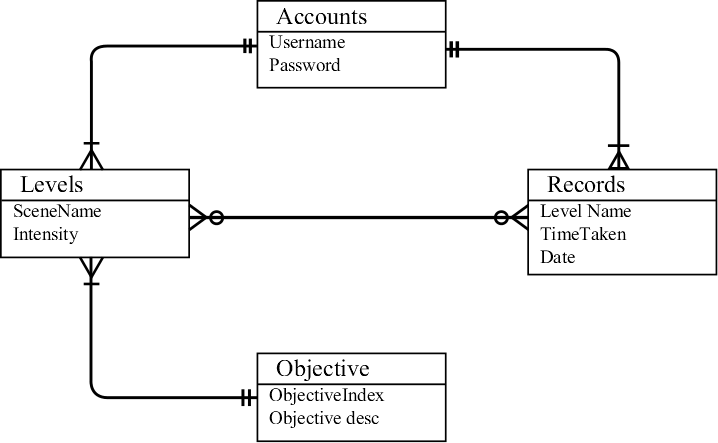 Accounts
Username
Password
Levels
SceneName
Intensity
Records
Level Name
TimeTaken
Date
Objective
ObjectiveIndex
Objective desc